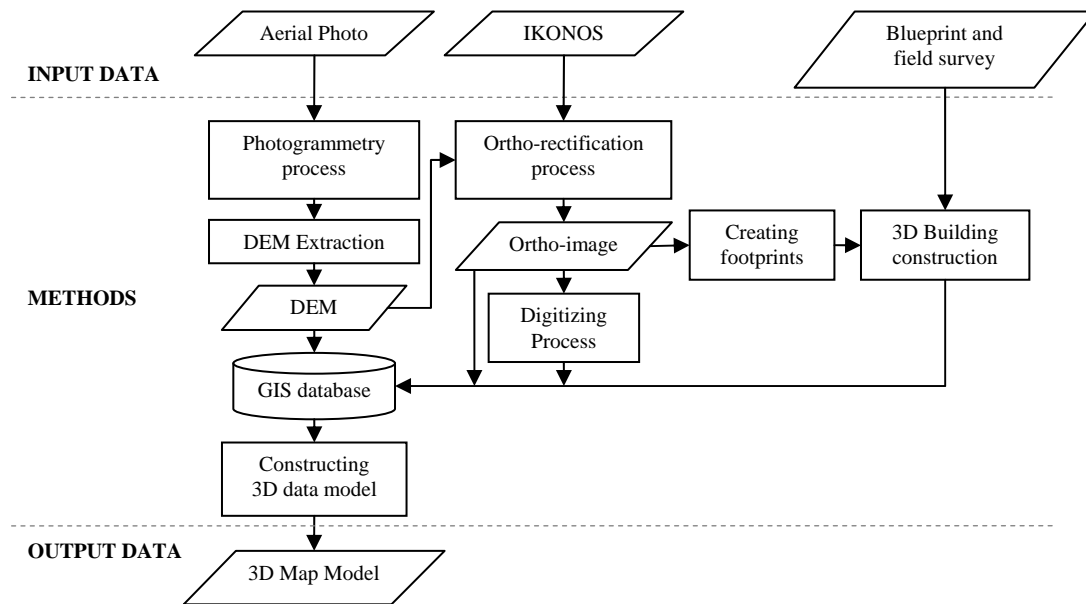 Aerial Photo
IKONOS
Blueprint and
field survey
INPUT DATA
Photogrammetry
process
Ortho-rectification
process
DEM Extraction
Ortho-image
Creating
footprints
3D Building
construction
METHODS
DEM
Digitizing
Process
GIS database
Constructing
3D data model
OUTPUT DATA
3D Map Model